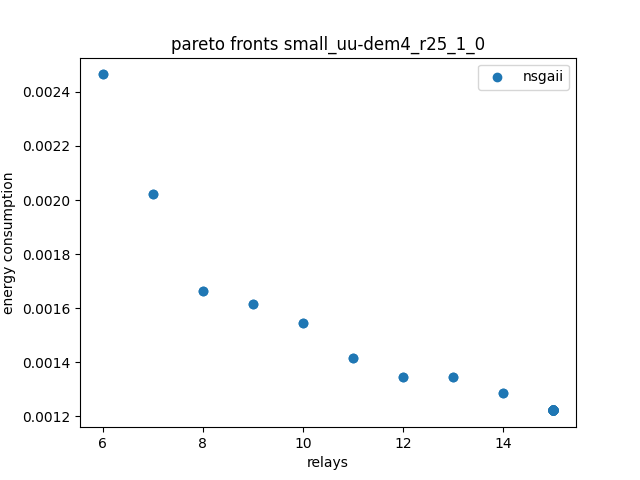 pareto fronts small_uu-dem4_r25_1_0
nsgaii
energy consumption
0.0024
0.0022
0.0020
0.0018
0.0016
0.0014
0.0012
6 8 10 12 14
relays